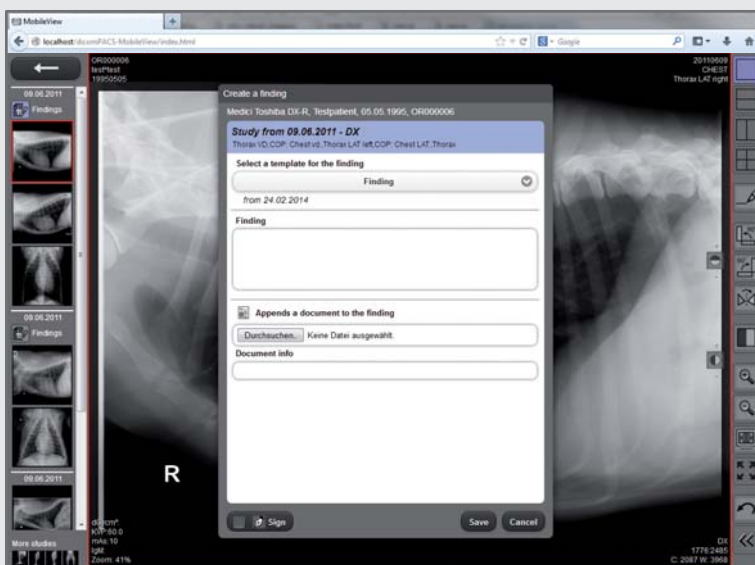 MobileView
localhost/dicomPACS-MobileView/index.html
Google
OR000006
test*test
19950505
20110609
CHEST
Thorax LAT right
09.06.2011
Findings
09.06.2011
Findings
09.06.2011
More studies
Create a finding
Medici Toshiba DX-R, Testpatient, 05.05.1995, OR000006
Study from 09.06.2011 - DX
Thorax VD;COP: Chest vd.,Thorax LAT left,COP: Chest LAT.,Thorax
Select a template for the finding
Finding
from 24.02.2014
Finding
Appends a document to the finding
Durchsuchen... Keine Datei ausgewählt.
Document info
Sign
Save
Cancel
R
KVP:60.0
mAs:10
lgM:
Zoom: 41%
DX
1776:2485
C: 2087 W: 3968